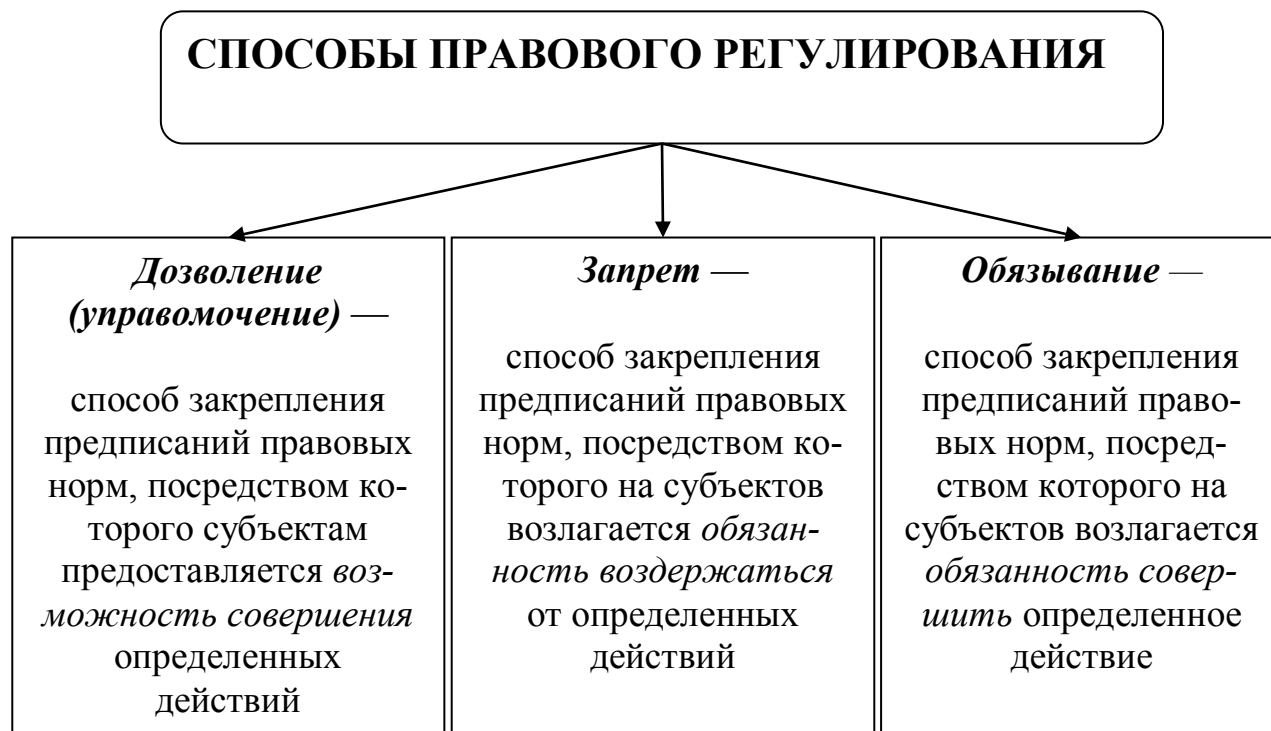 СПОСОБЫ ПРАВОВОГО РЕГУЛИРОВАНИЯ
Дозволение
(управомочение) —
способ закрепления
предписаний правовых
норм, посредством ко-
торого субъектам
предоставляется воз-
можность совершения
определенных
действий
Запрет —
способ закрепления
предписаний правовых
норм, посредством ко-
торого на субъектов
возлагается обязан-
ность воздержаться
от определенных
действий
Обязывание —
способ закрепления
предписаний право-
вых норм, посред-
ством которого на
субъектов возлагается
обязанность совер-
шить определенное
действие